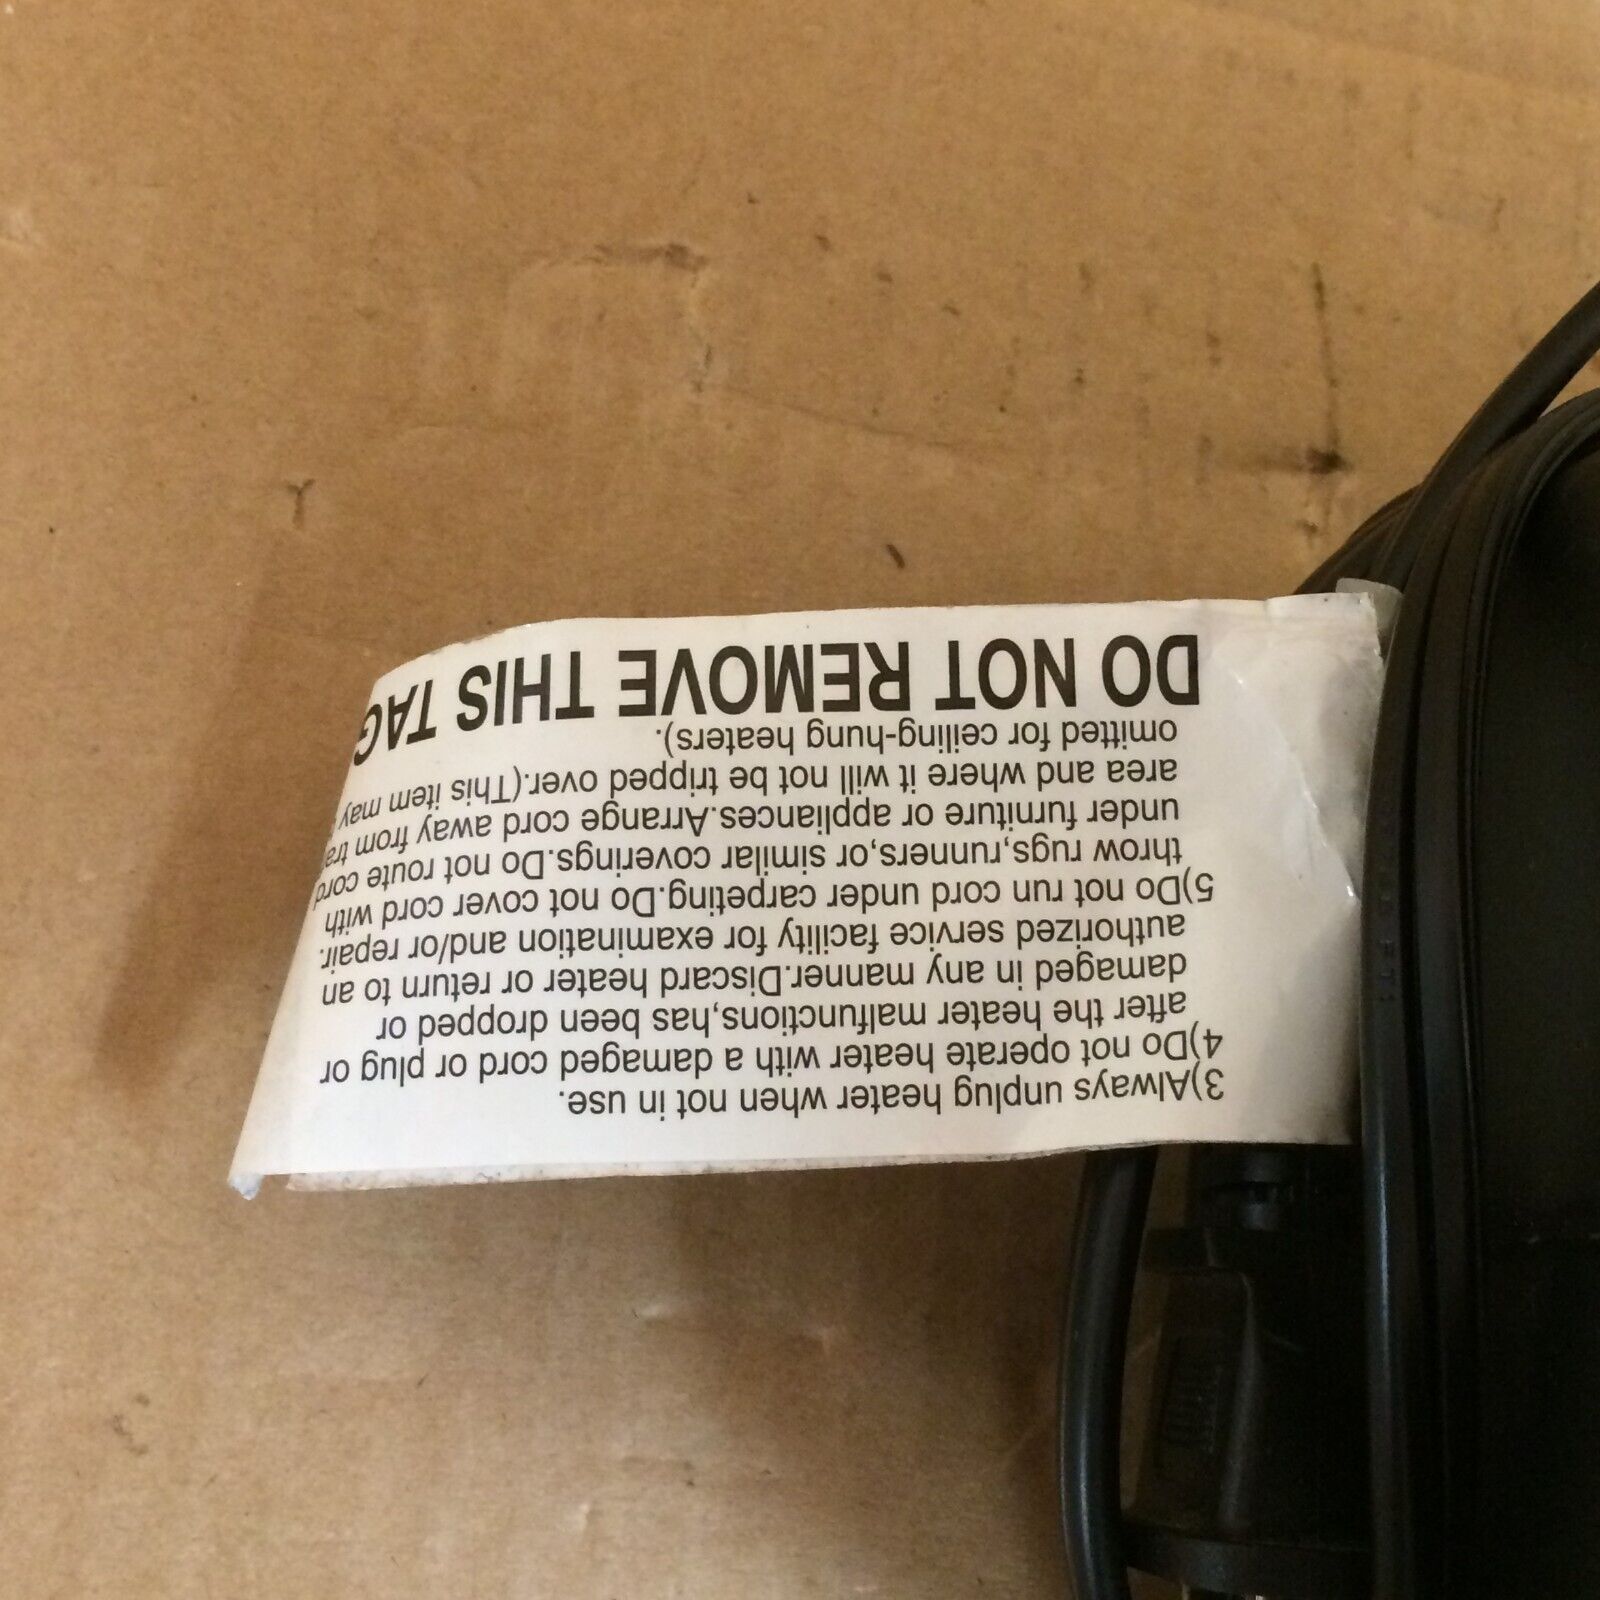 3)Always unplug heater when not in use.
4)Do not operate heater with a damaged cord or plug or
after the heater malfunctions,has been dropped or
damaged in any manner.Discard heater or return to an
authorized service facility for examination and/or repair.
5)Do not run cord under carpeting.Do not cover cord with
throw rugs,runners,or similar coverings.Do not route cord
under furniture or appliances.Arrange cord away from
area and where it will not be tripped over.(This item may
omitted for ceiling-hung heaters).
DO NOT REMOVE THIS TAG